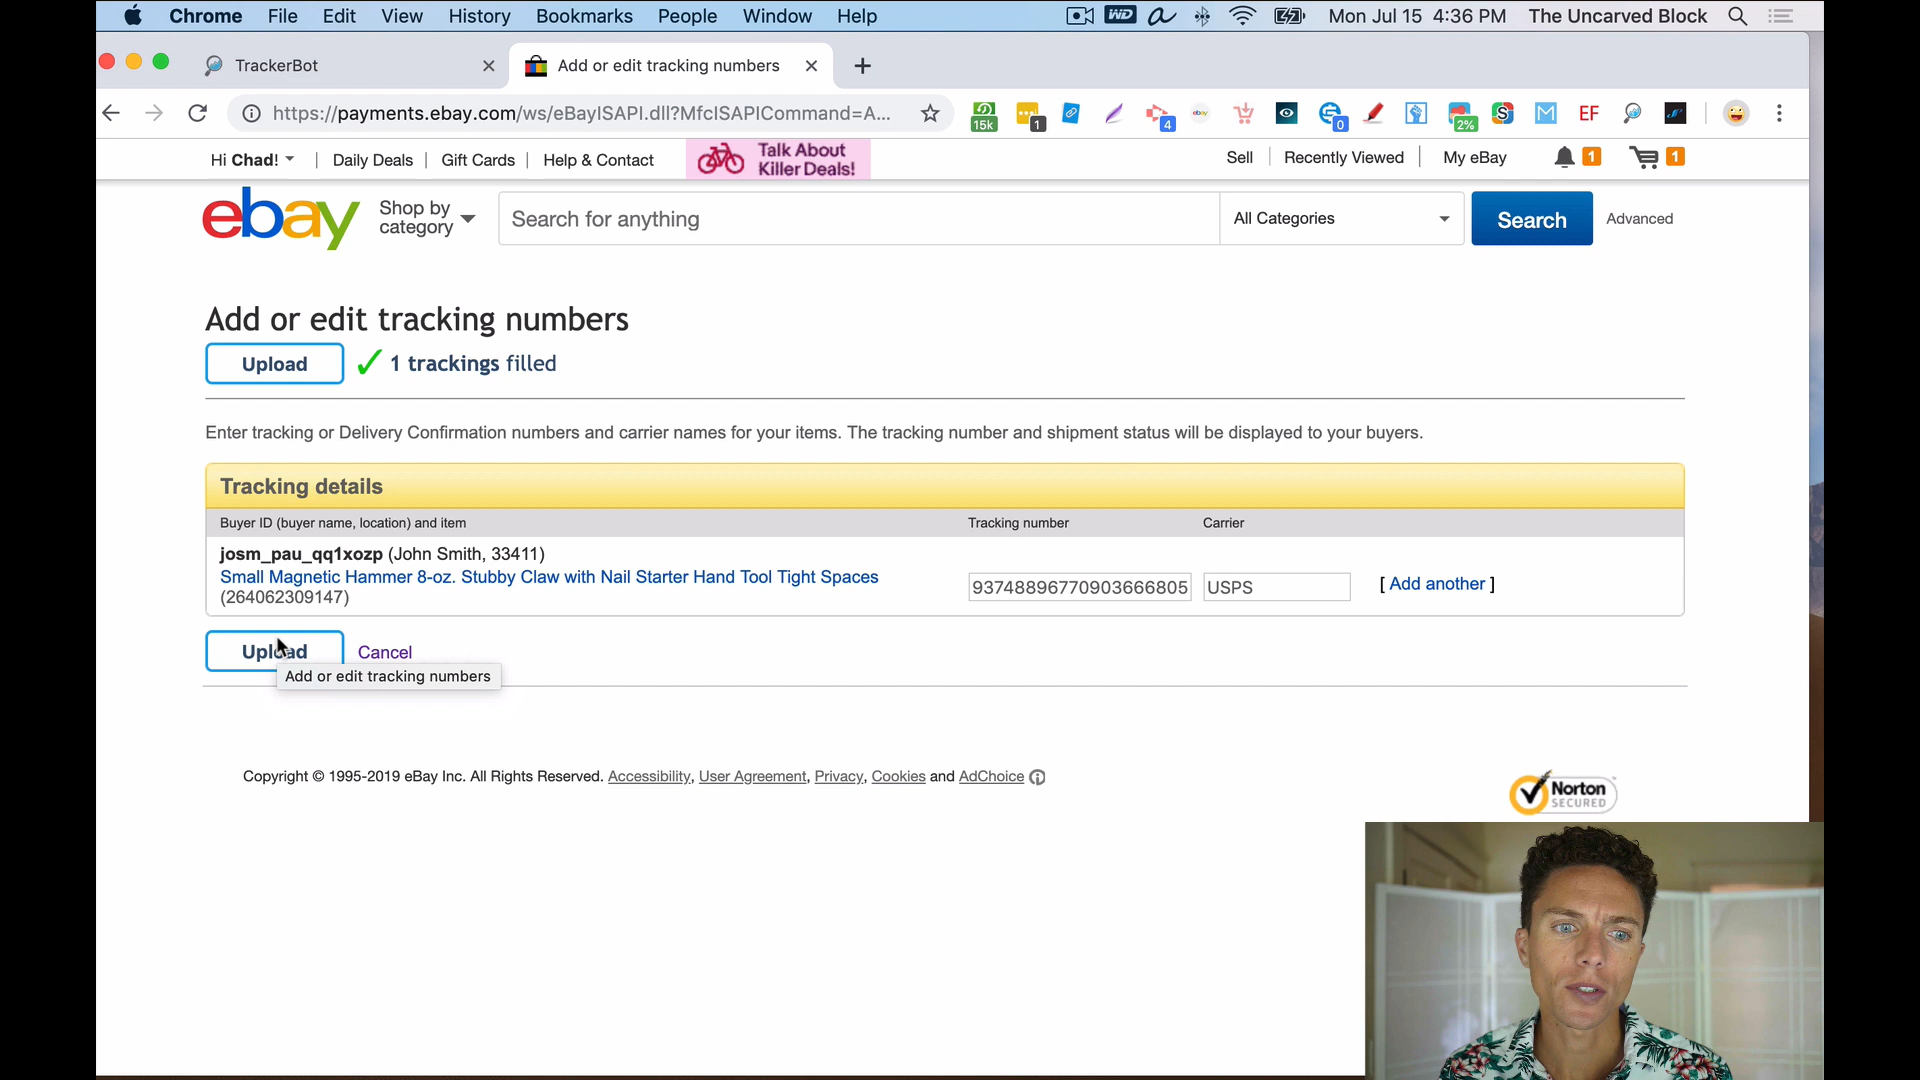 Chrome File Edit View History Bookmarks People Window Help
WD Mon Jul 15 4:36 PM The Uncarved Block
TrackerBot
Add or edit tracking numbers
https://payments.ebay.com/ws/eBayISAPI.dll?MfcISAPICommand=A...
15k 1 4 ebay 0 2% S M EF
Hi Chad! Daily Deals Gift Cards Help & Contact
Talk About
Killer Deals!
Sell Recently Viewed My eBay 1 1
ebay
Shop by
category
Search for anything
All Categories
Search
Advanced
Add or edit tracking numbers
Upload 1 trackings filled
Enter tracking or Delivery Confirmation numbers and carrier names for your items. The tracking number and shipment status will be displayed to your buyers.
Tracking details
Buyer ID (buyer name, location) and item Tracking number Carrier
josm_pau_qq1xozp (John Smith, 33411)
Small Magnetic Hammer 8-oz. Stubby Claw with Nail Starter Hand Tool Tight Spaces
(264062309147)
93748896770903666805 USPS [ Add another ]
Upload Cancel
Add or edit tracking numbers
Copyright © 1995-2019 eBay Inc. All Rights Reserved. Accessibility, User Agreement, Privacy, Cookies and AdChoice
Norton
SECURED